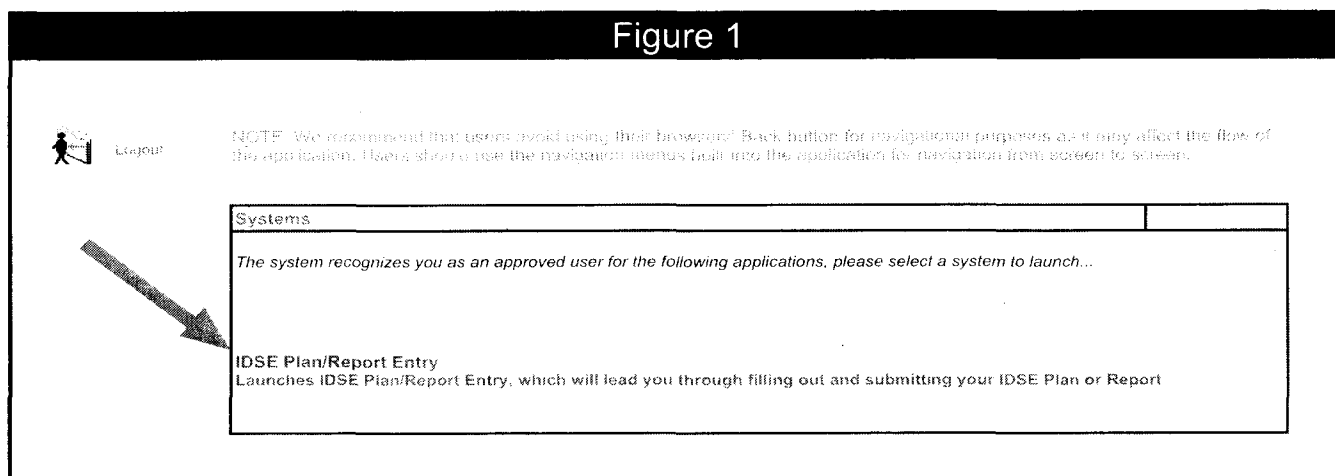 Figure 1
Logout
NOTE: We recommend that users avoid using their browsers' Back button for navigational purposes as it may affect the flow of
the application. Users should use the navigation menus built into the application for navigation from screen to screen.
Systems
The system recognizes you as an approved user for the following applications, please select a system to launch...
IDSE Plan/Report Entry
Launches IDSE Plan/Report Entry, which will lead you through filling out and submitting your IDSE Plan or Report